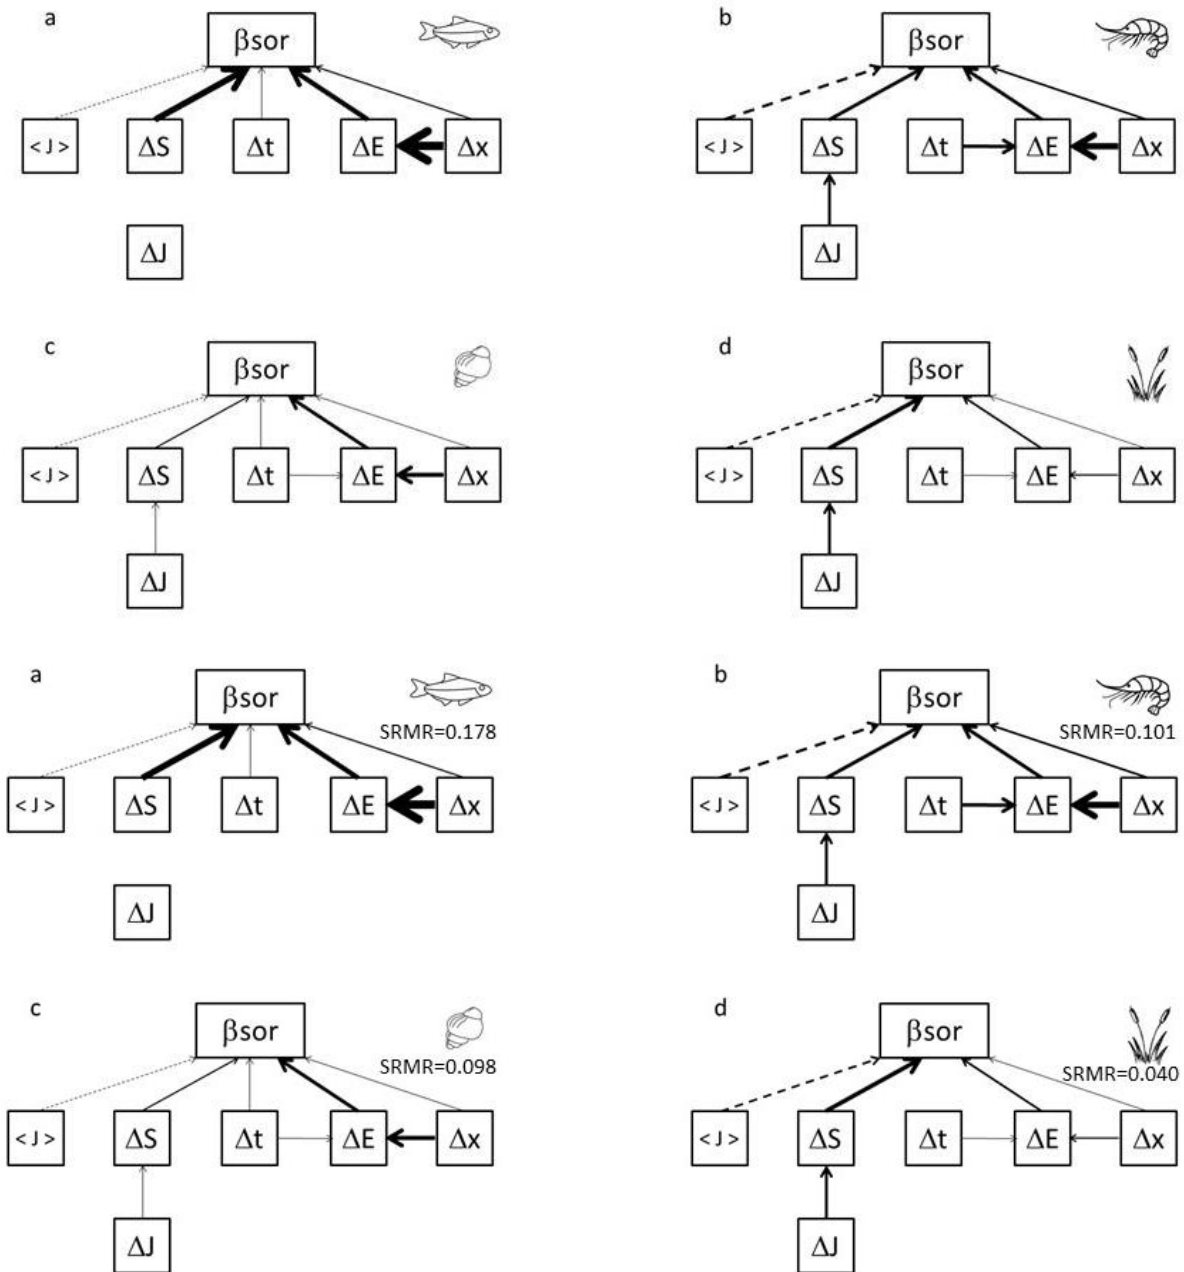 a b
βsor βsor
<J> ΔS Δt ΔE Δx <J> ΔS Δt ΔE Δx
ΔJ ΔJ
c d
βsor βsor
<J> ΔS Δt ΔE Δx <J> ΔS Δt ΔE Δx
ΔJ ΔJ
a b
βsor βsor
SRMR=0.178 SRMR=0.101
<J> ΔS Δt ΔE Δx <J> ΔS Δt ΔE Δx
ΔJ ΔJ
c d
βsor βsor
SRMR=0.098 SRMR=0.040
<J> ΔS Δt ΔE Δx <J> ΔS Δt ΔE Δx
ΔJ ΔJ